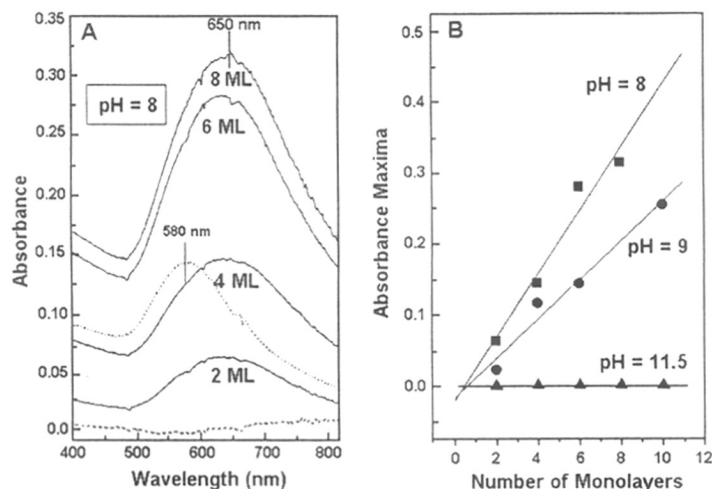 A
650 nm
0.35
0.30
0.25
0.20
0.15
0.10
0.05
0.0
pH = 8
8 ML
6 ML
580 nm
4 ML
2 ML
Absorbance
400 500 600 700 800
Wavelength (nm)
B
0.5
0.4
0.3
0.2
0.1
0.0
pH = 8
pH = 9
pH = 11.5
Absorbance Maxima
0 2 4 6 8 10 12
Number of Monolayers